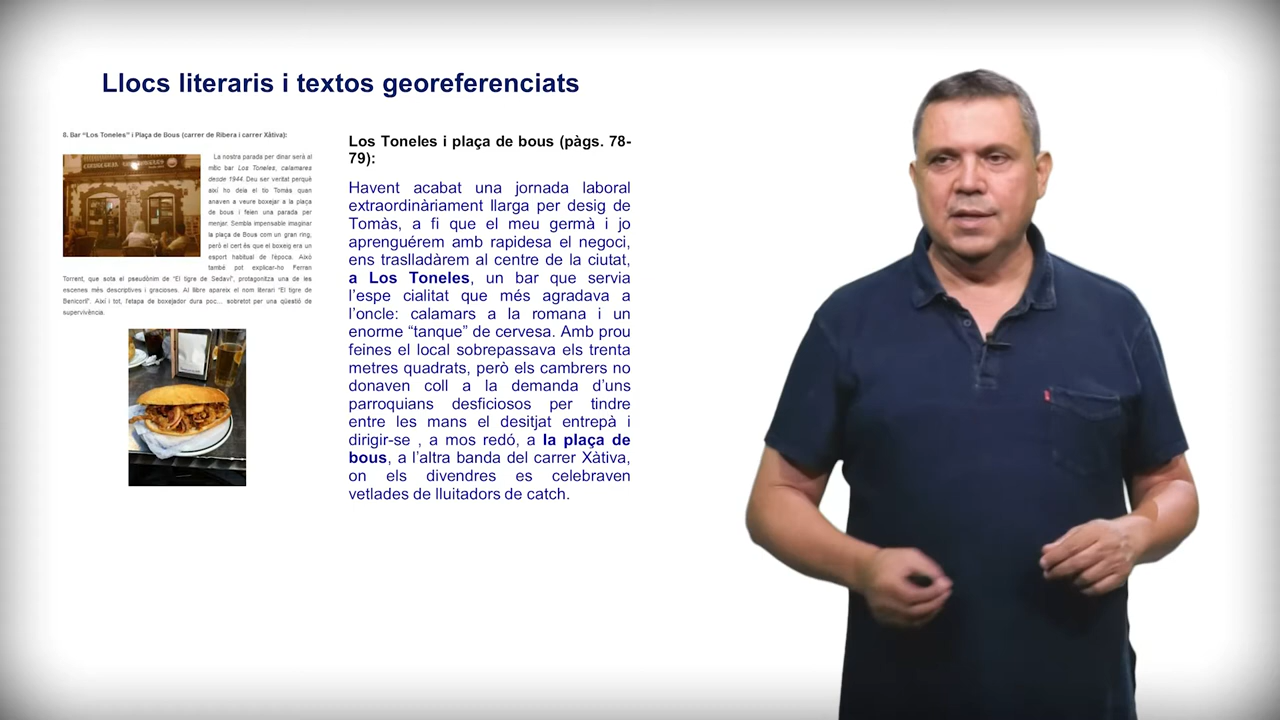 Llocs literaris i textos georeferenciats
8. Bar “Los Toneles” i Plaça de Bous (carrer de Ribera i carrer Xàtiva):
La nostra parada per dinar serà al
mític bar Los Toneles, calamares
desde 1944. Deu ser veritat perquè
així ho deia el tio Tomàs quan
anaven a veure boxejar a la plaça
de bous i feien una parada per
menjar. Sembla impensable imaginar
la plaça de Bous com un gran ring,
però el cert és que el boxeig era un
esport habitual de l'època. Això
també pot explicar-ho Ferran
Torrent, que sota el pseudònim de “El tigre de Sedaví”, protagonitza una de les
escenes més descriptives i gracioses. Al llibre apareix el nom literari “El tigre de
Benicorlí”. Així i tot, l'etapa de boxejador dura poc... sobretot per una qüestió de
supervivència.
Los Toneles i plaça de bous (pàgs. 78-
79):
Havent acabat una jornada laboral
extraordinàriament llarga per desig de
Tomàs, a fi que el meu germà i jo
aprenguérem amb rapidesa el negoci,
ens traslladàrem al centre de la ciutat,
a Los Toneles, un bar que servia
l’espe cialitat que més agradava a
l’oncle: calamars a la romana i un
enorme “tanque” de cervesa. Amb prou
feines el local sobrepassava els trenta
metres quadrats, però els cambrers no
donaven coll a la demanda d’uns
parroquians desficiosos per tindre
entre les mans el desitjat entrepà i
dirigir-se , a mos redó, a la plaça de
bous, a l’altra banda del carrer Xàtiva,
on els divendres es celebraven
vetlades de lluitadors de catch.